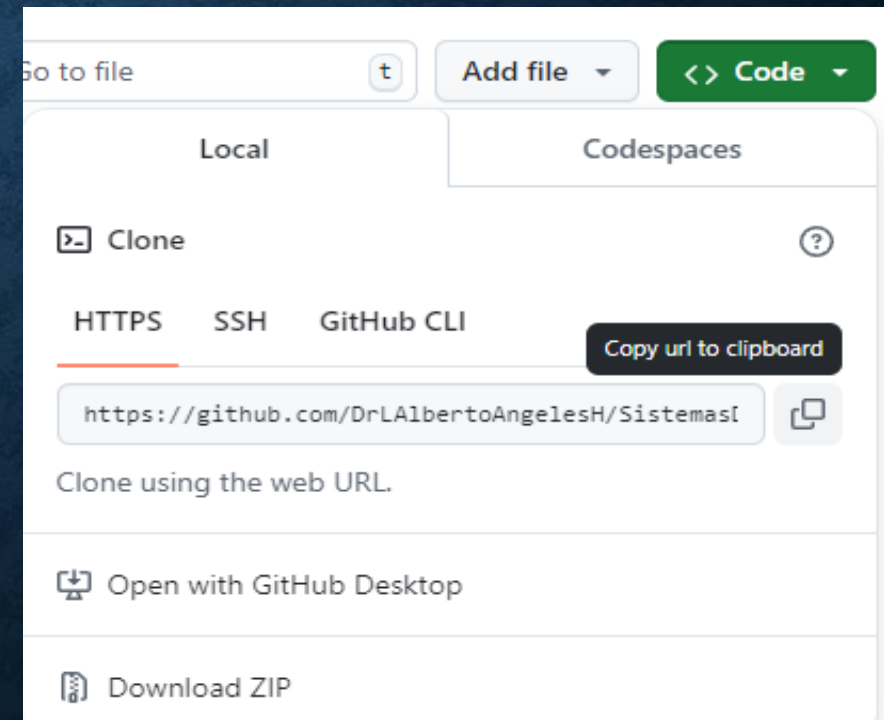 Go to file t Add file <> Code
Local Codespaces
Clone
HTTPS SSH GitHub CLI
Copy url to clipboard
https://github.com/DrLAlbertoAngelesH/Sistemas
Clone using the web URL.
Open with GitHub Desktop
Download ZIP